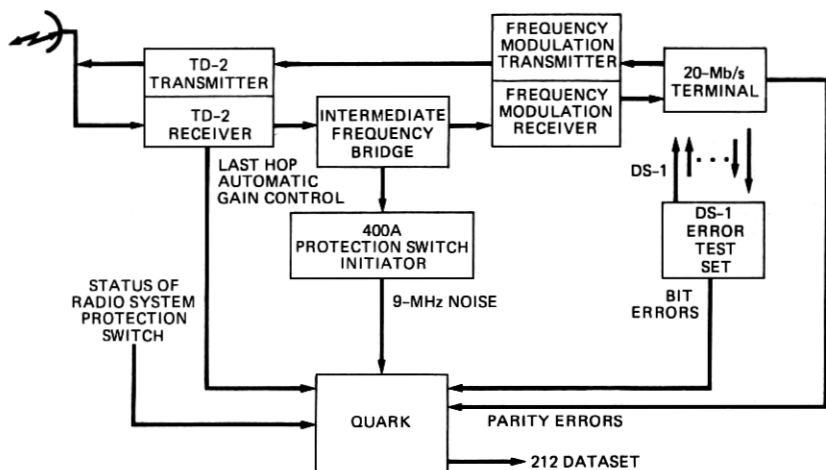 TD-2
TRANSMITTER
TD-2
RECEIVER
INTERMEDIATE
FREQUENCY
BRIDGE
FREQUENCY
MODULATION
TRANSMITTER
FREQUENCY
MODULATION
RECEIVER
20-Mb/s
TERMINAL
LAST HOP
AUTOMATIC
GAIN CONTROL
DS-1
400A
PROTECTION SWITCH
INITIATOR
DS-1
ERROR
TEST
SET
STATUS OF
RADIO SYSTEM
PROTECTION
SWITCH
9-MHz NOISE
BIT
ERRORS
QUARK
PARITY ERRORS
212 DATASET